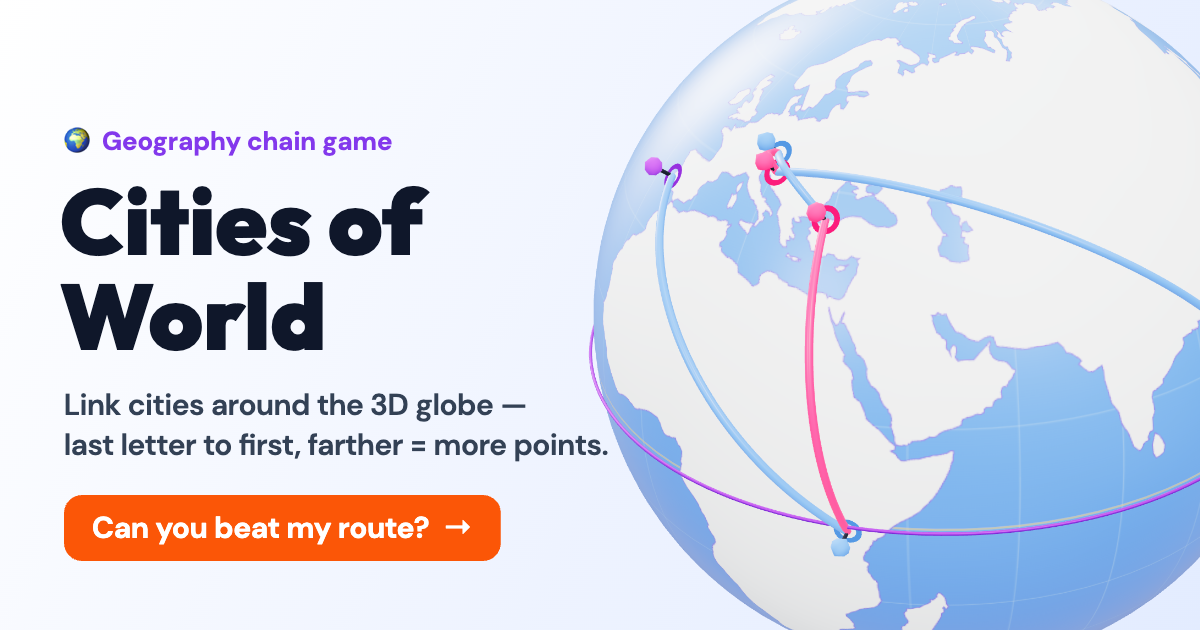 🌍 Geography chain game
Cities of
World
Link cities around the 3D globe —
last letter to first, farther = more points.
Can you beat my route? →